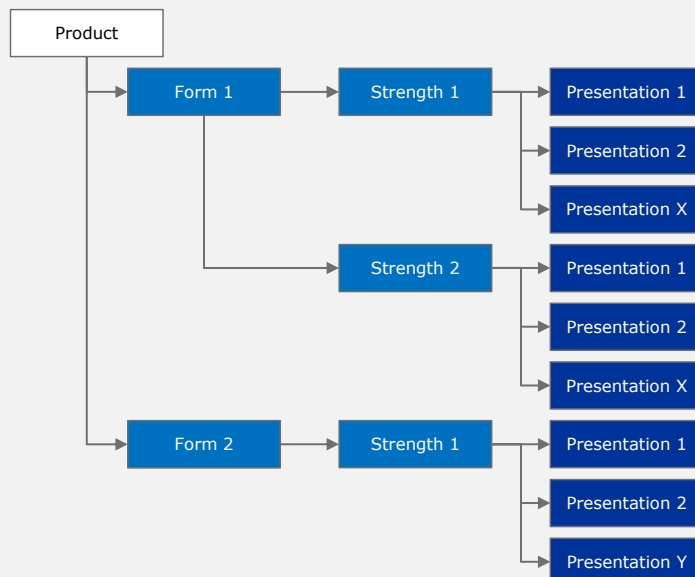 Product
Form 1
Strength 1
Presentation 1
Presentation 2
Presentation X
Strength 2
Presentation 1
Presentation 2
Presentation X
Form 2
Strength 1
Presentation 1
Presentation 2
Presentation Y